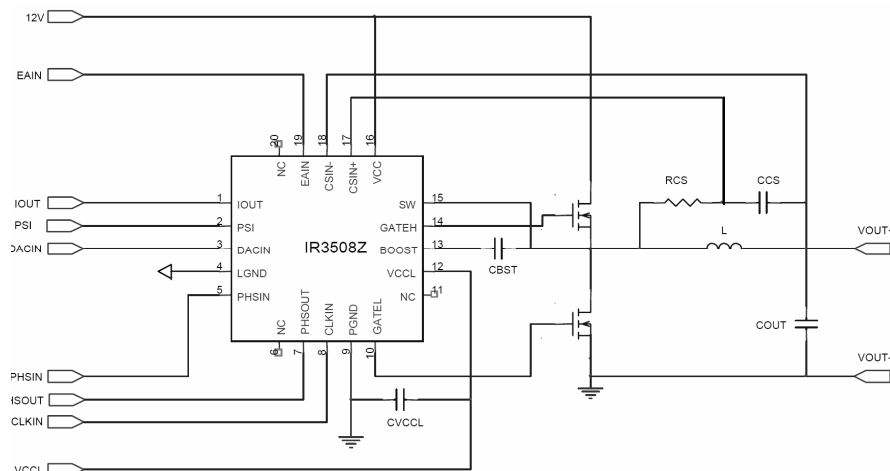 12V
EAIN
20
19
18
17
16
NC
EAIN
CSIN-
CSIN+
VCC
RCS
CCS
IOUT
1
IOUT
SW
15
PSI
2
PSI
GATEH
14
L
VOUT-
DACIN
3
DACIN
IR3508Z
BOOST
13
4
LGND
VCCL
12
CBST
5
PHSIN
NC
11
NC
PHSOUT
CLKIN
PGND
GATEL
6
7
8
9
10
COUT
VOUT-
PHSIN
HSOUT
CVCCL
CLKIN
VCCL